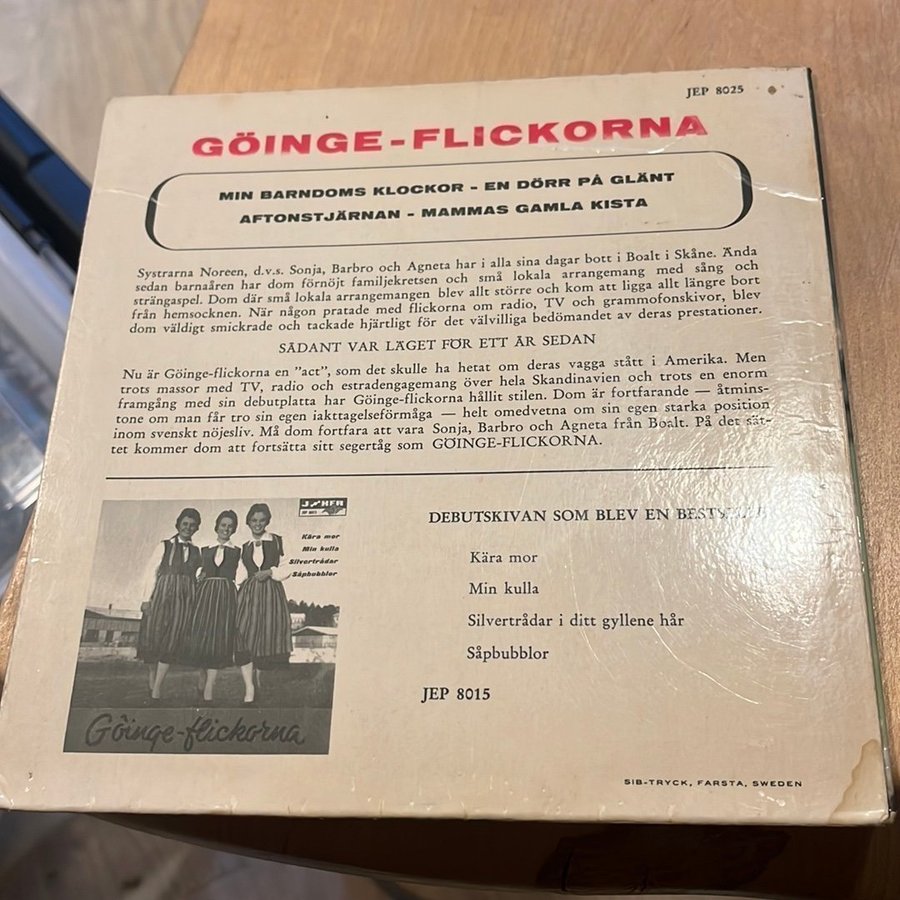 JEP 8025
GÖINGE-FLICKORNA
MIN BARNDOMS KLOCKOR - EN DÖRR PÅ GLÄNT
AFTONSTJÄRNAN - MAMMAS GAMLA KISTA
Systrarna Noreen, d.v.s. Sonja, Barbro och Agneta har i alla sina dagar bott i Boalt i Skåne. Ända
sedan barnaåren har dom förnöjt familjekretsen och små lokala arrangemang med sång och
strängaspel. Dom där små lokala arrangemangen blev allt större och kom att ligga allt längre bort
från hemsocknen. När någon pratade med flickorna om radio, TV och grammofonskivor, blev
dom väldigt smickrade och tackade hjärtligt för det välvilliga bedömandet av deras prestationer.
SÅDANT VAR LÄGET FÖR ETT ÅR SEDAN
Nu är Göinge-flickorna en ”act”, som det skulle ha hetat om deras vagga stått i Amerika. Men
trots massor med TV, radio och estradengagemang över hela Skandinavien och trots en enorm
framgång med sin debutplatta har Göinge-flickorna hållit stilen. Dom är fortfarande — åtmins-
tone om man får tro sin egen iakttagelseförmåga — helt omedvetna om sin egen starka position
inom svenskt nöjesliv. Må dom fortfara att vara Sonja, Barbro och Agneta från Boalt. På det sät-
tet kommer dom att fortsätta sitt segertåg som GÖINGE-FLICKORNA.
Kära mor
Min kulla
Silvertrådar
Såpbubblor
Göinge-flickorna
DEBUTSKIVAN SOM BLEV EN
Kära mor
Min kulla
Silvertrådar i ditt gyllene hår
Såpbubblor
JEP 8015
SIB-TRYCK, FARSTA, SWEDEN